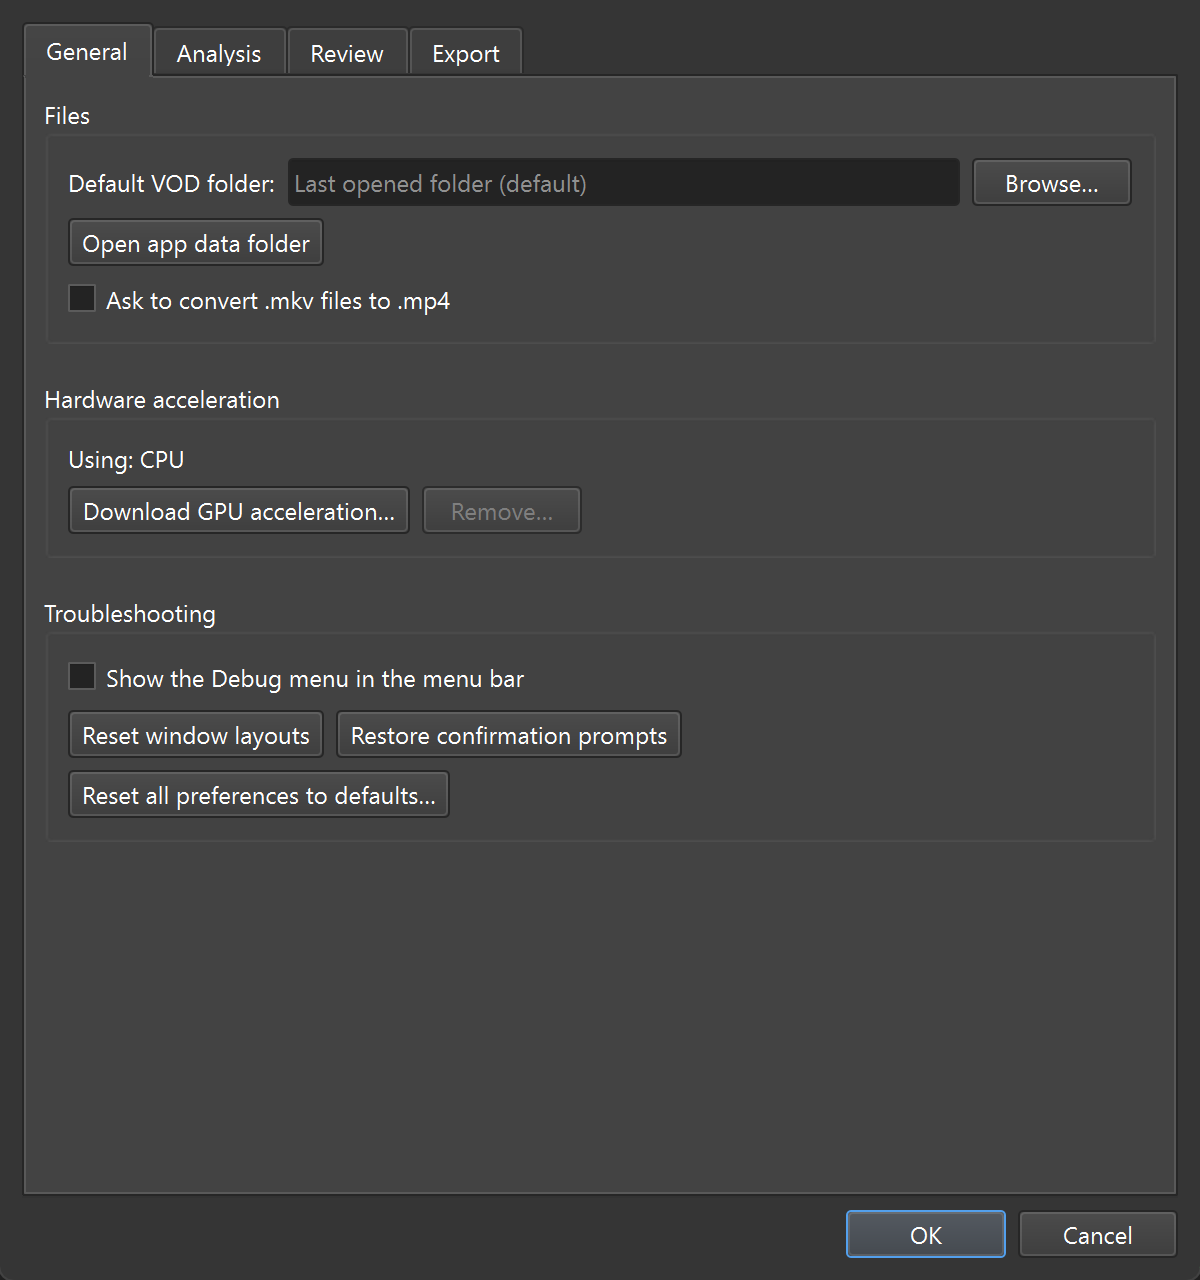 General Analysis Review Export
Files
Default VOD folder: Last opened folder (default) Browse...
Open app data folder
Ask to convert .mkv files to .mp4
Hardware acceleration
Using: CPU
Download GPU acceleration... Remove...
Troubleshooting
Show the Debug menu in the menu bar
Reset window layouts Restore confirmation prompts
Reset all preferences to defaults...
OK Cancel